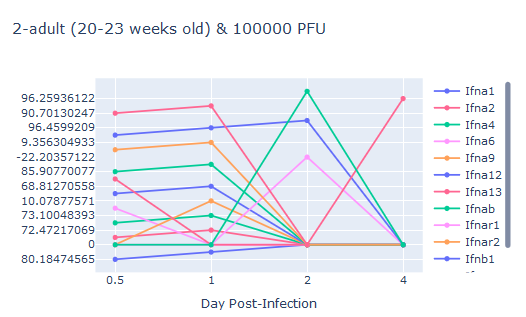 2-adult (20-23 weeks old) & 100000 PFU
96.25936122
90.70130247
96.4599209
9.356304933
-22.20357122
85.90770077
68.81270558
10.07877571
73.10048393
72.47217069
0
80.18474565
0.5
1
2
4
Day Post-Infection
Ifna1
Ifna2
Ifna4
Ifna6
Ifna9
Ifna12
Ifna13
Ifnab
Ifnar1
Ifnar2
Ifnb1